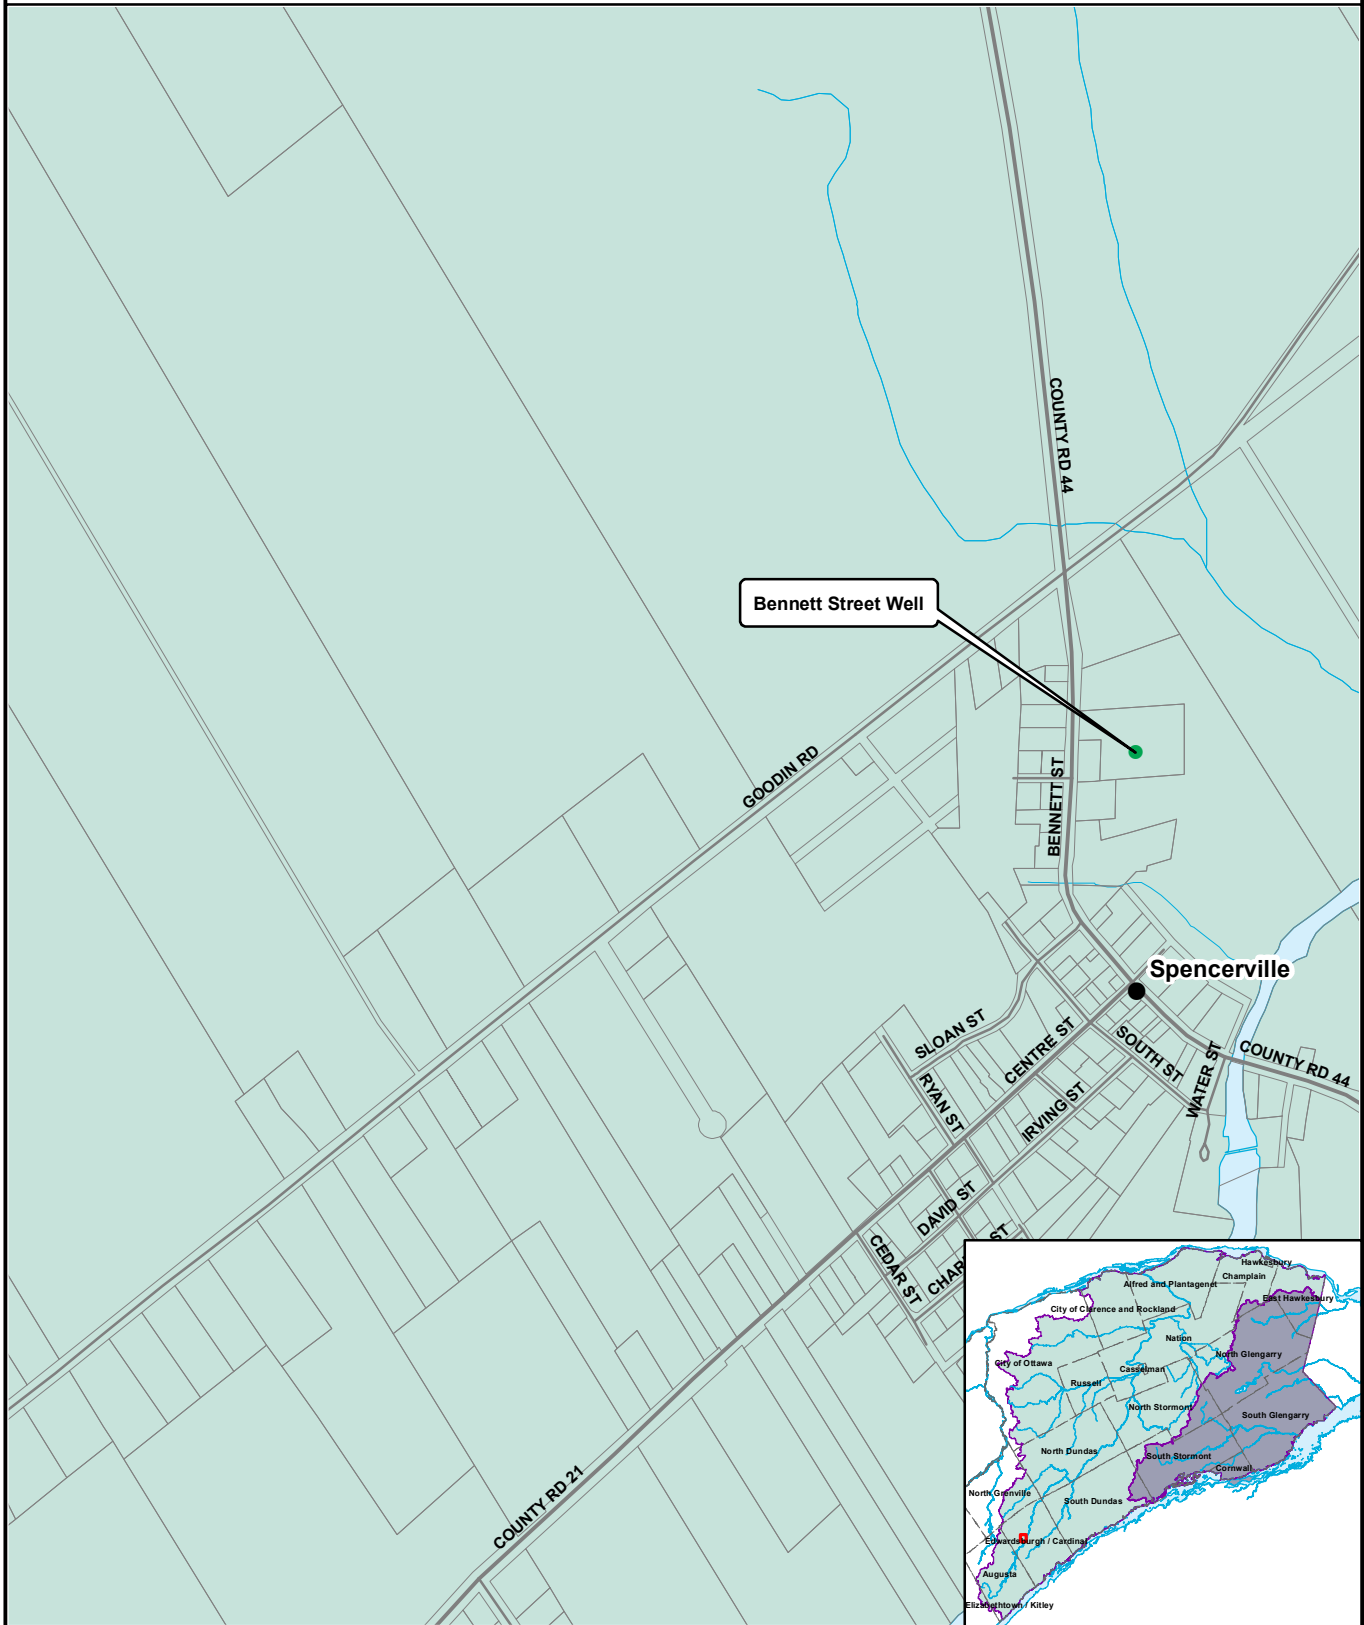 COUNTY RD 44
Bennett Street Well
GOODIN RD
BENNETT ST
Spencerville
SLOAN ST
CENTRE ST
SOUTH ST
COUNTY RD 44
WATER ST
RYAN ST
IRVING ST
DAVID ST
CEDAR ST
ST
COUNTY RD 21
Hawkesbury
Champlain
Alfred and Plantagenet
East Hawkesbury
City of Clarence and Rockland
Nation
North Glengarry
City of Ottawa
Casselman
Russell
North Stormont
South Glengarry
North Dundas
South Stormont
Cornwall
North Grenville
South Dundas
Edwardsburgh / Cardinal
Augusta
Elizabethtown / Kitley